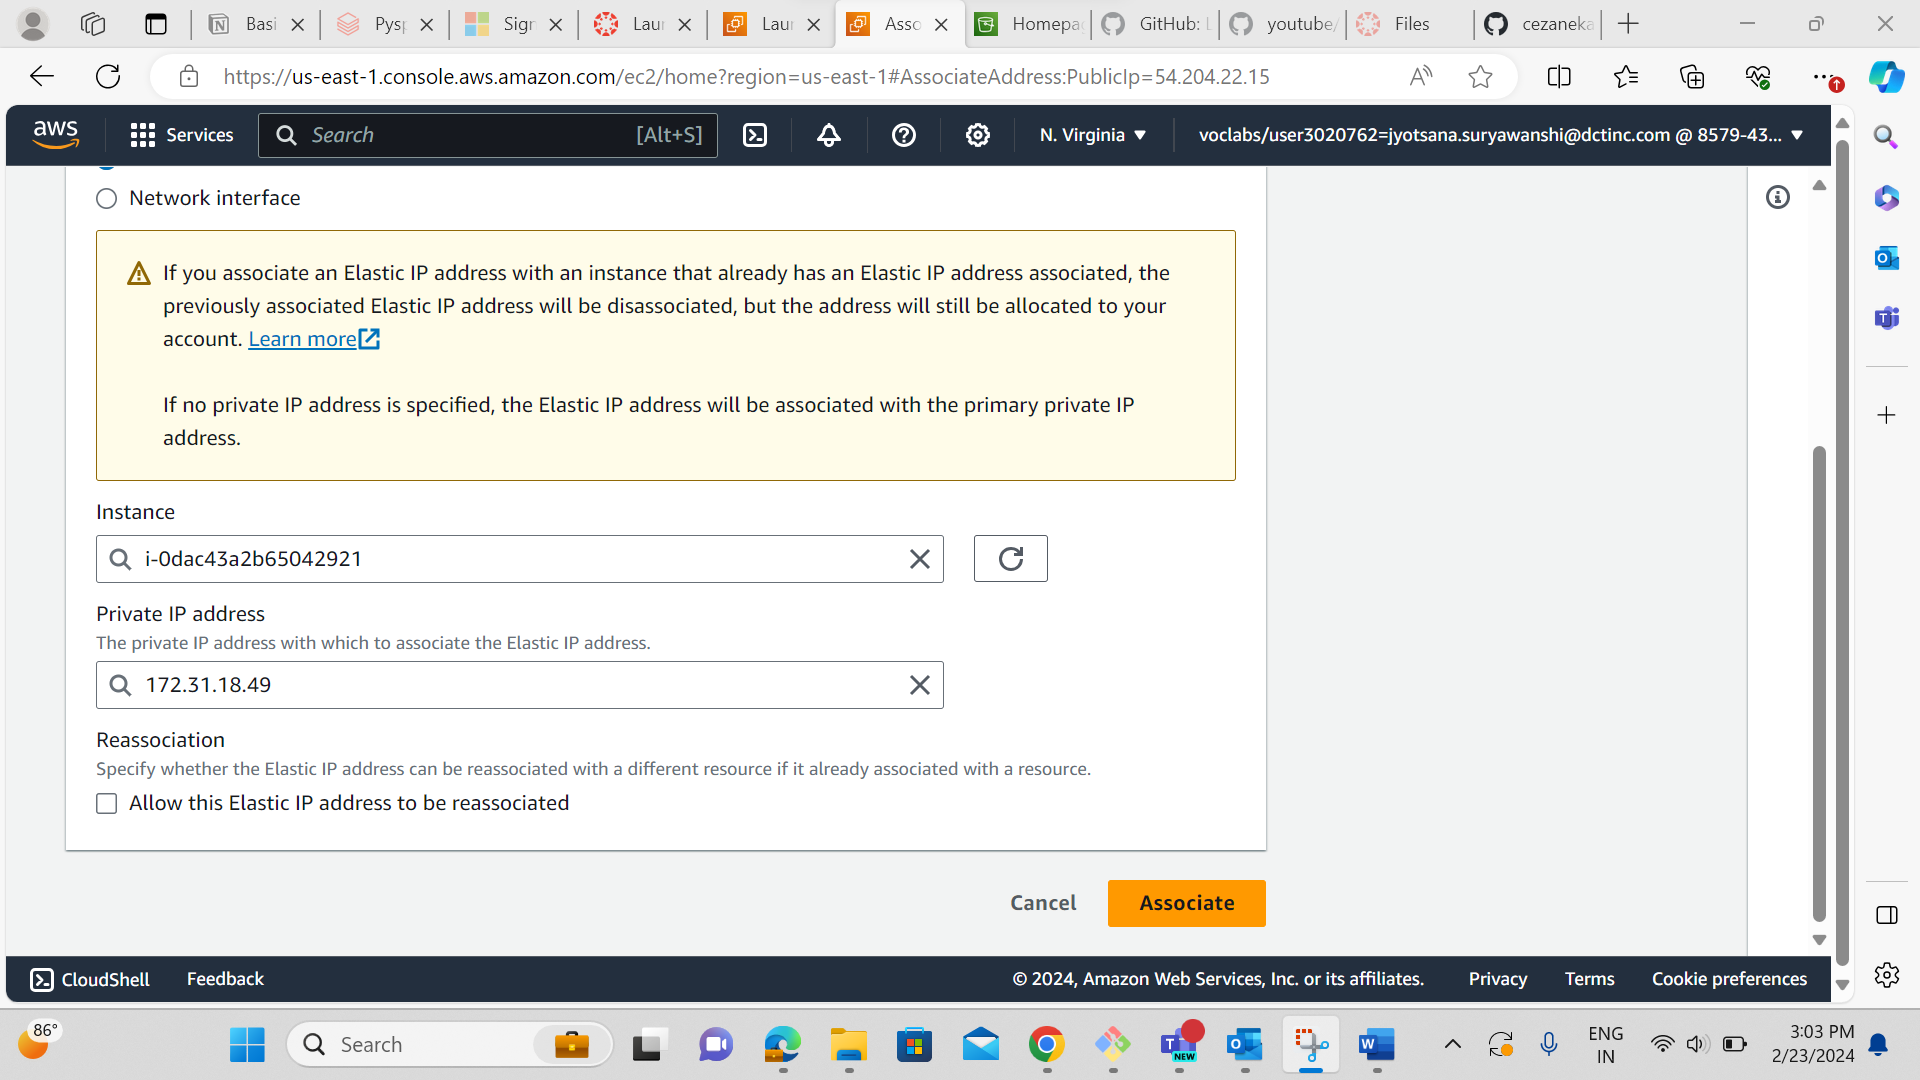 Basi
Pysp
Sign
Laun
Laun
Asso
Homepa
GitHub: L
youtube/
Files
cezaneka
https://us-east-1.console.aws.amazon.com/ec2/home?region=us-east-1#AssociateAddress:PublicIp=54.204.22.15
aws
Services
Search
[Alt+S]
N. Virginia
voclabs/user3020762=jyotsana.suryawanshi@dctinc.com @ 8579-43...
Network interface
If you associate an Elastic IP address with an instance that already has an Elastic IP address associated, the
previously associated Elastic IP address will be disassociated, but the address will still be allocated to your
account. Learn more
If no private IP address is specified, the Elastic IP address will be associated with the primary private IP
address.
Instance
i-0dac43a2b65042921
Private IP address
The private IP address with which to associate the Elastic IP address.
172.31.18.49
Reassociation
Specify whether the Elastic IP address can be reassociated with a different resource if it already associated with a resource.
Allow this Elastic IP address to be reassociated
Cancel
Associate
CloudShell
Feedback
© 2024, Amazon Web Services, Inc. or its affiliates.
Privacy
Terms
Cookie preferences
86°
Search
NEW
ENG
IN
3:03 PM
2/23/2024